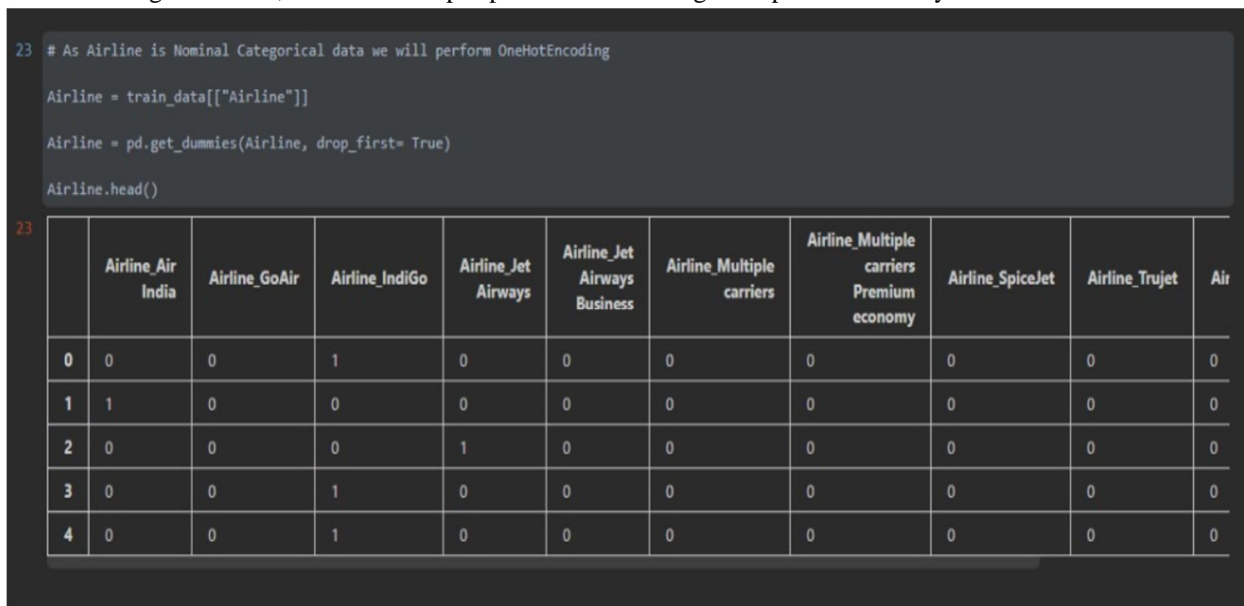 23 # As Airline is Nominal Categorical data we will perform OneHotEncoding
Airline = train_data[["Airline"]]
Airline = pd.get_dummies(Airline, drop_first= True)
Airline.head()
23
Airline_Air India Airline_GoAir Airline_IndiGo Airline_Jet Airways Airline_Jet Airways Business Airline_Multiple carriers Airline_Multiple carriers Premium economy Airline_SpiceJet Airline_Trujet Air
0 0 0 1 0 0 0 0 0 0 0
1 1 0 0 0 0 0 0 0 0 0
2 0 0 0 1 0 0 0 0 0 0
3 0 0 1 0 0 0 0 0 0 0
4 0 0 1 0 0 0 0 0 0 0